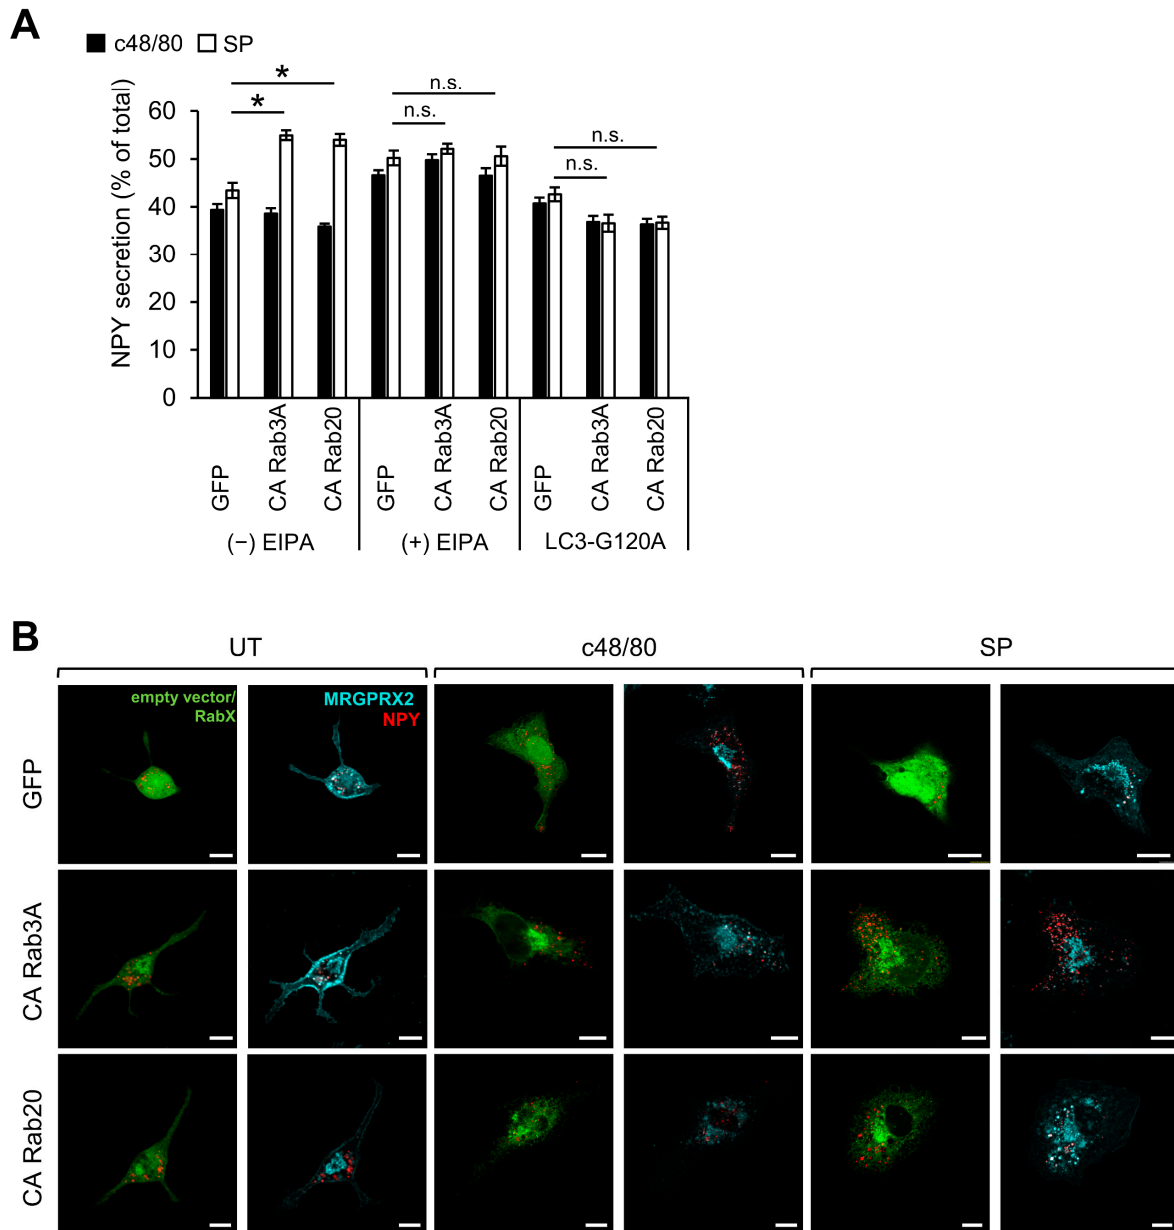 A
c48/80 SP
NPY secretion (% of total)
60
50
40
30
20
10
0
*
*
n.s.
n.s.
n.s.
n.s.
GFP
CA Rab3A
CA Rab20
GFP
CA Rab3A
CA Rab20
GFP
CA Rab3A
CA Rab20
(−) EIPA
(+) EIPA
LC3-G120A
B
UT
c48/80
SP
empty vector/
RabX
MRGPRX2
NPY
GFP
CA Rab3A
CA Rab20